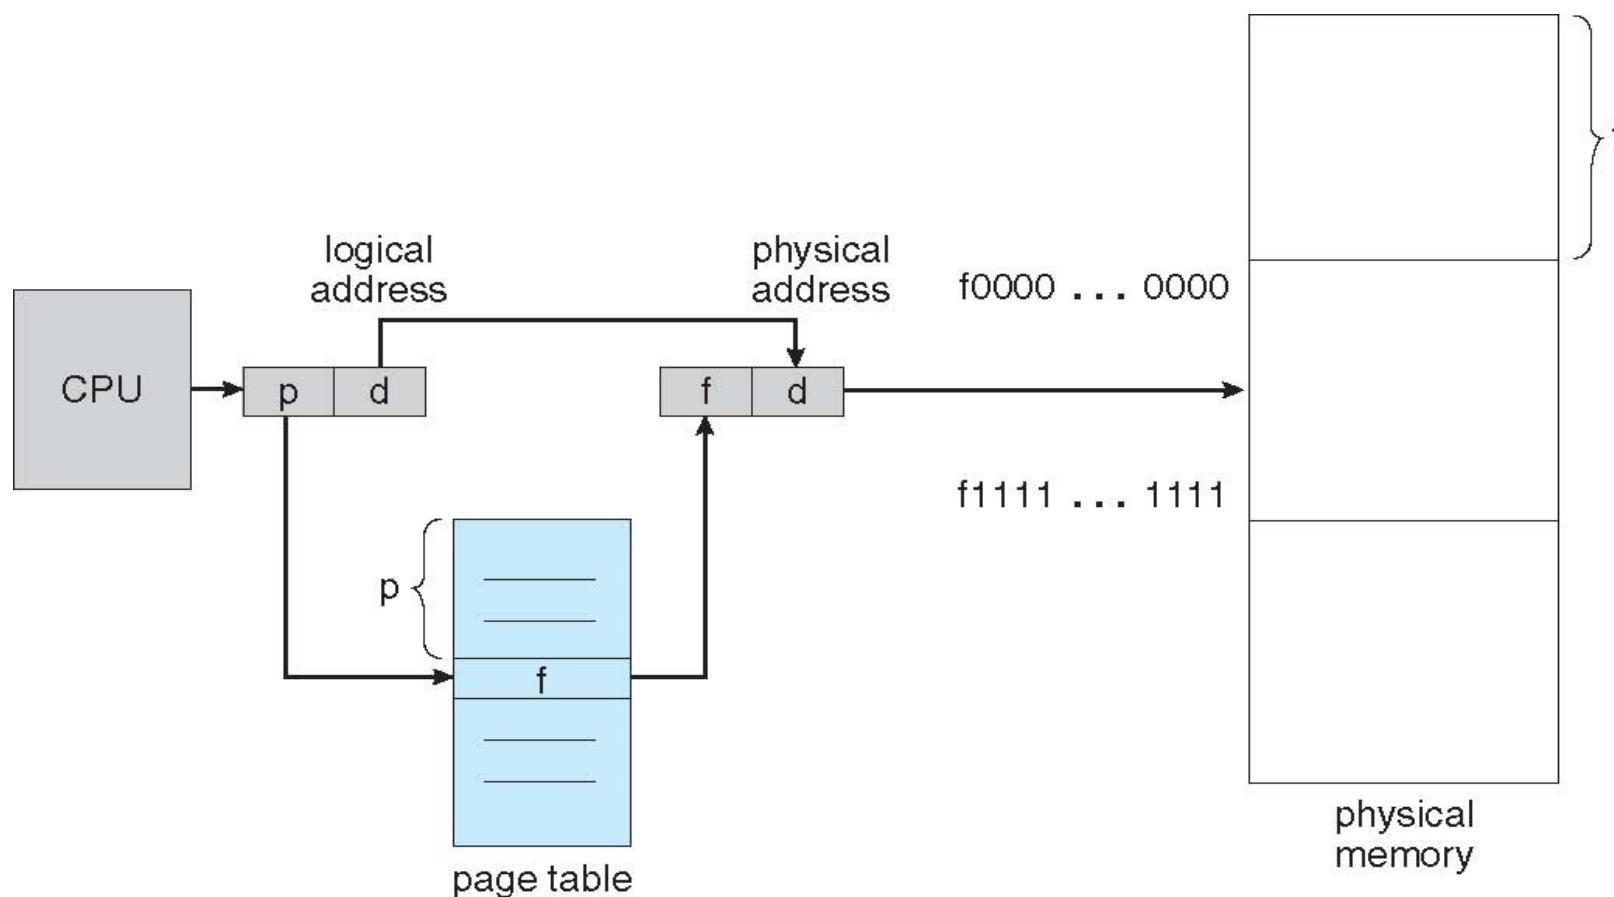 logical
address
physical
address
f0000 ... 0000
CPU
p
d
f
d
f1111 ... 1111
p
f
page table
physical
memory